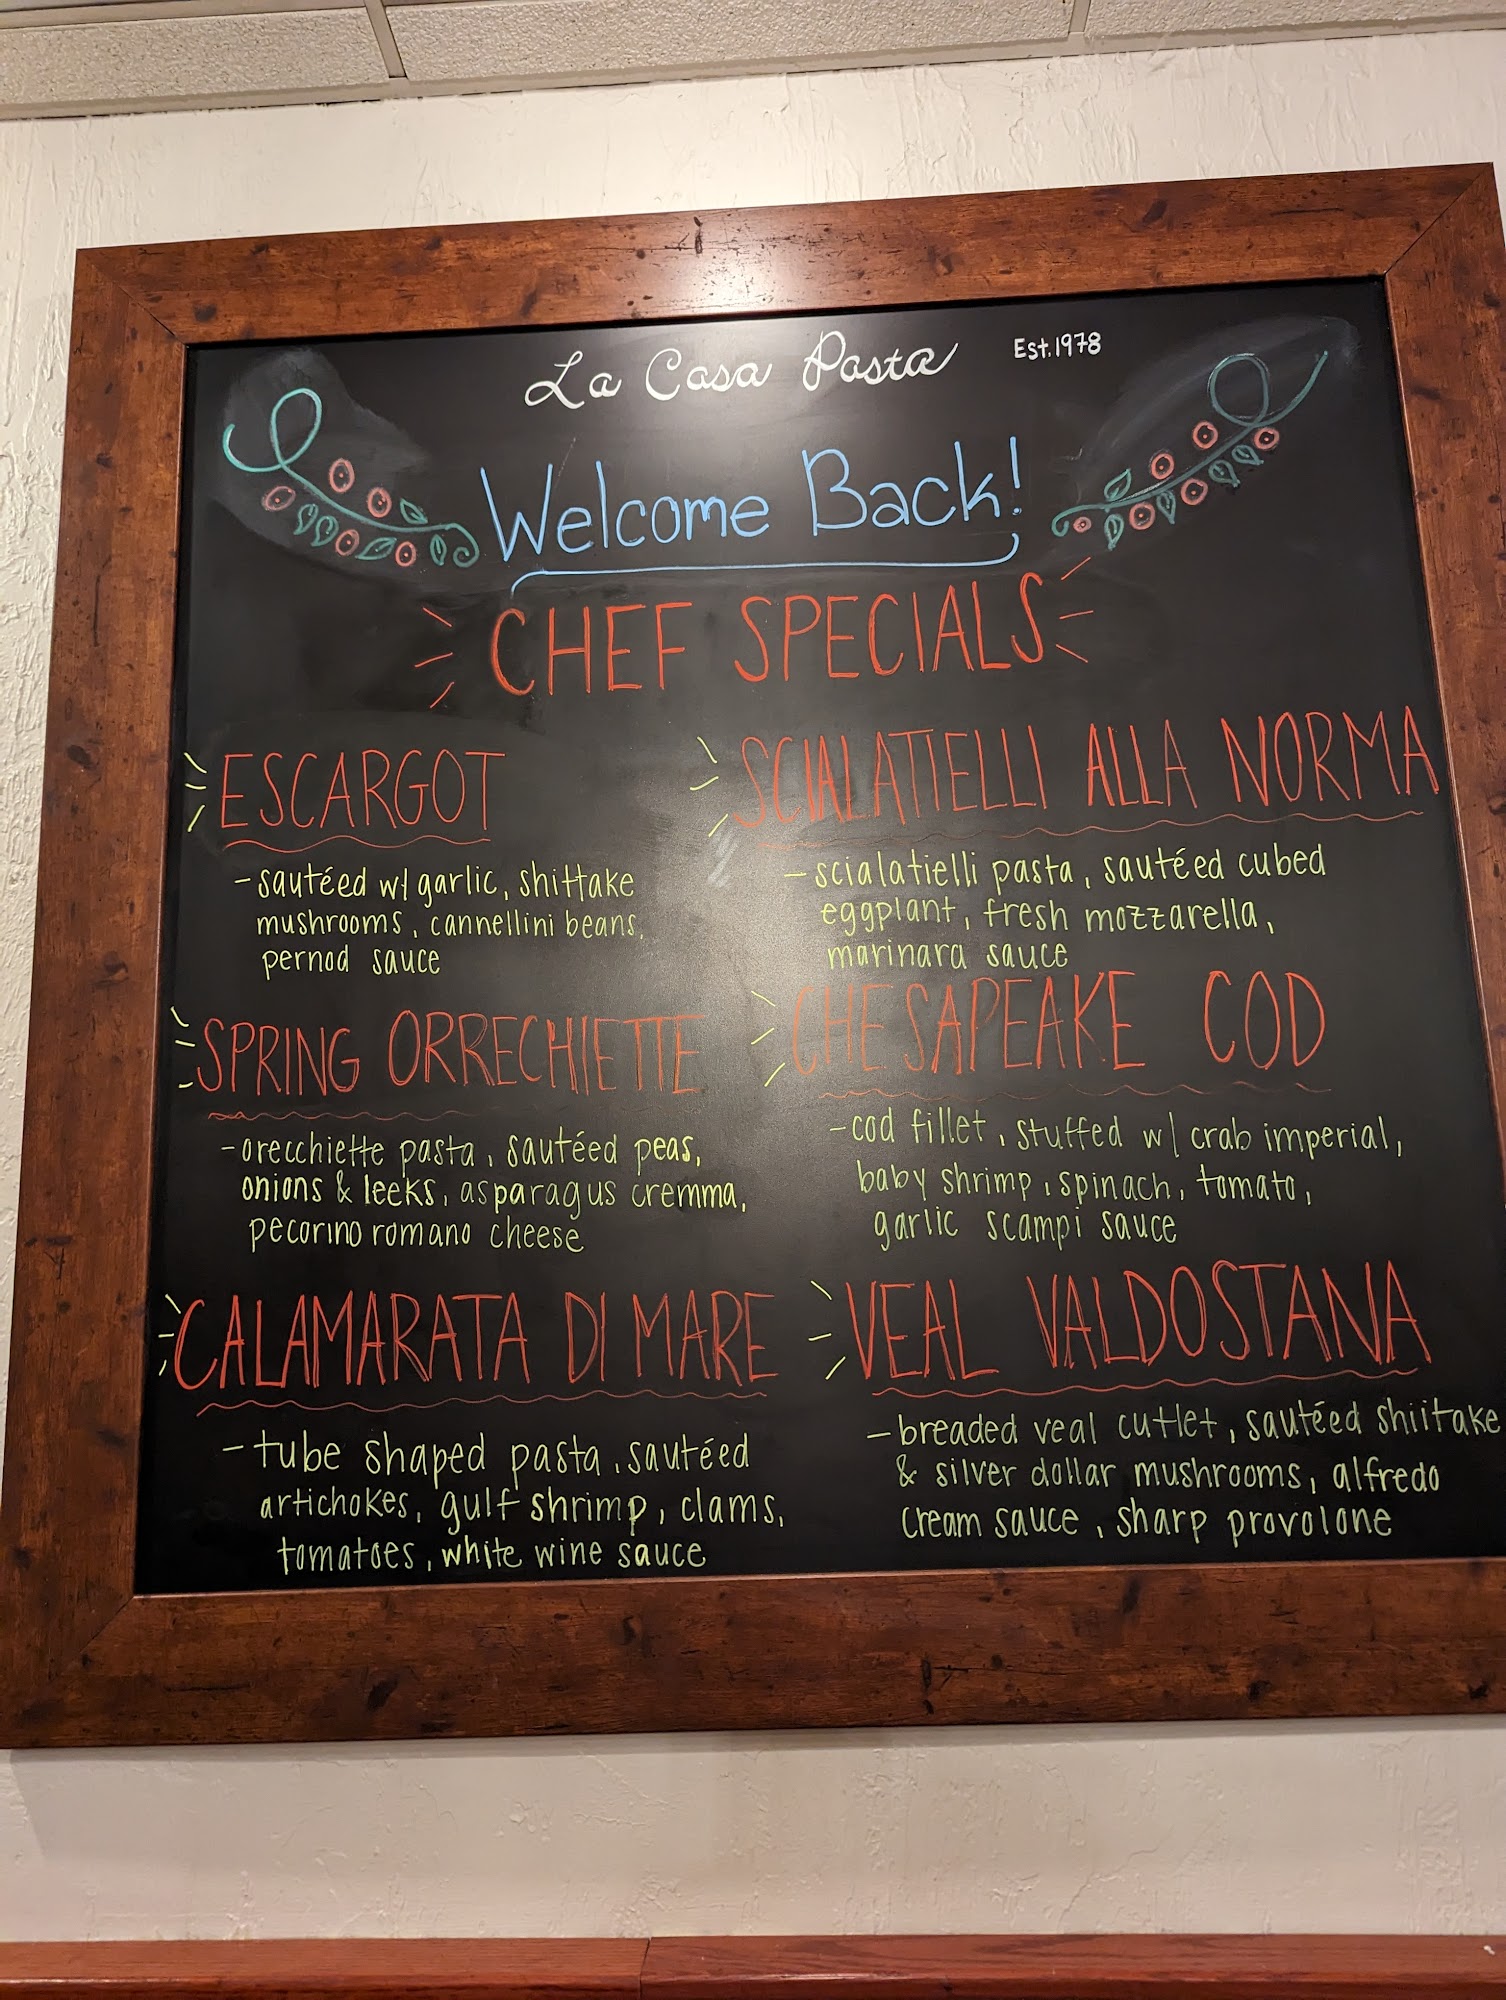 La Casa Pasta Est.1978
Welcome Back!
CHEF SPECIALS
ESCARGOT
- sautéed w/ garlic, shittake
mushrooms, cannellini beans,
pernod sauce
SPRING ORRECHIETTE
- orecchiette pasta, sautéed peas,
onions & leeks, asparagus cremma,
pecorino romano cheese
CALAMARATA DI MARE
- tube shaped pasta, sautéed
artichokes, gulf shrimp, clams,
tomatoes, white wine sauce
SCIALATIELLI ALLA NORMA
- scialatielli pasta, sautéed cubed
eggplant, fresh mozzarella,
marinara sauce
CHESAPEAKE COD
- cod fillet, stuffed w/ crab imperial,
baby shrimp, spinach, tomato,
garlic scampi sauce
VEAL VALDOSTANA
- breaded veal cutlet, sautéed shiitake
& silver dollar mushrooms, alfredo
cream sauce, sharp provolone